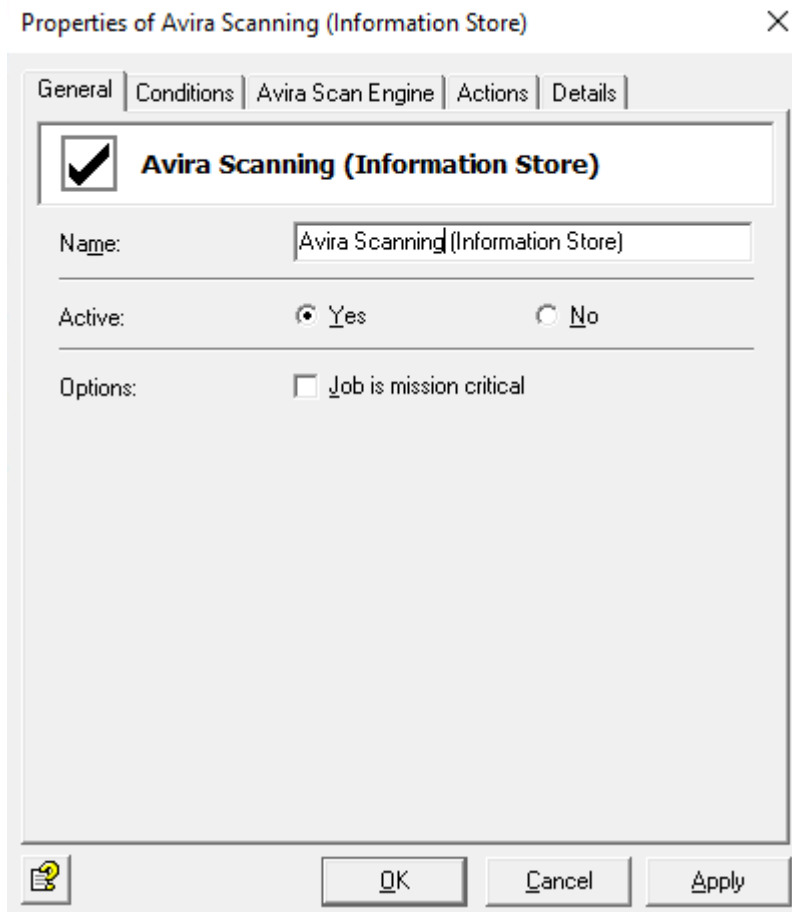 Properties of Avira Scanning (Information Store)
General Conditions Avira Scan Engine Actions Details
Avira Scanning (Information Store)
Name: Avira Scanning (Information Store)
Active: Yes No
Options: Job is mission critical
OK Cancel Apply